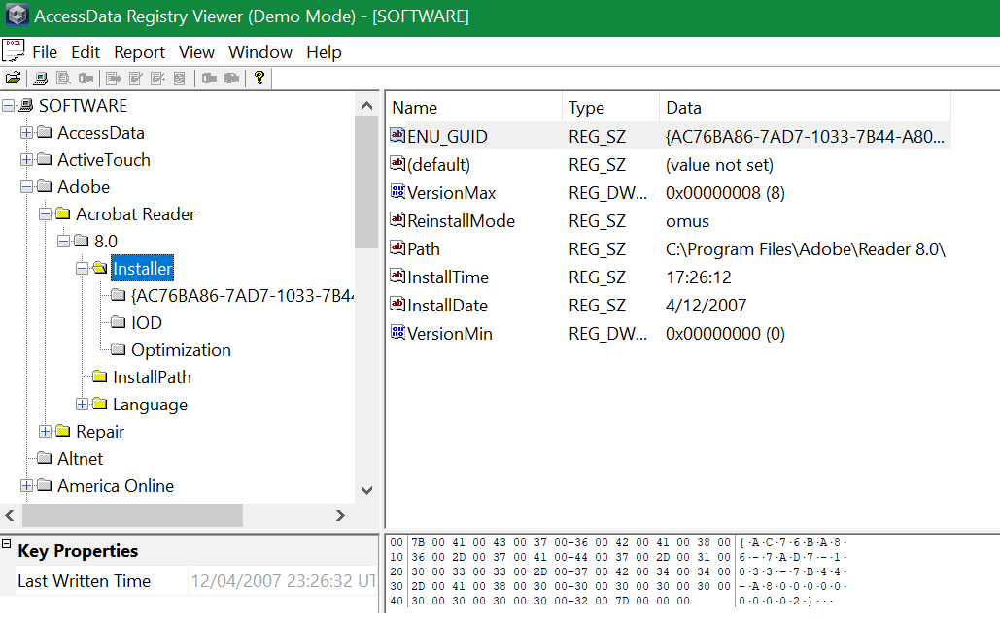 AccessData Registry Viewer (Demo Mode) - [SOFTWARE]
File Edit Report View Window Help
SOFTWARE
AccessData
ActiveTouch
Adobe
Acrobat Reader
8.0
Installer
{AC76BA86-7AD7-1033-7B44
IOD
Optimization
InstallPath
Language
Repair
Altnet
America Online
Name Type Data
ENU_GUID REG_SZ {AC76BA86-7AD7-1033-7B44-A80...
(default) REG_SZ (value not set)
VersionMax REG_DW... 0x00000008 (8)
ReinstallMode REG_SZ omus
Path REG_SZ C:\Program Files\Adobe\Reader 8.0\
InstallTime REG_SZ 17:26:12
InstallDate REG_SZ 4/12/2007
VersionMin REG_DW... 0x00000000 (0)
Key Properties
Last Written Time 12/04/2007 23:26:32 UT
00 7B 00 41 00 43 00 37 00-36 00 42 00 41 00 38 00 {·A·C·7·6·B·A·8·
10 36 00 2D 00 37 00 41 00-44 00 37 00 2D 00 31 00 6·-·7·A·D·7·-·1·
20 30 00 33 00 33 00 2D 00-37 00 42 00 34 00 34 00 0·3·3·-·7·B·4·4·
30 2D 00 41 00 38 00 30 00-30 00 30 00 30 00 30 00 -·A·8·0·0·0·0·0·
40 30 00 30 00 30 00 30 00-32 00 7D 00 00 00 0·0·0·0·2·}···